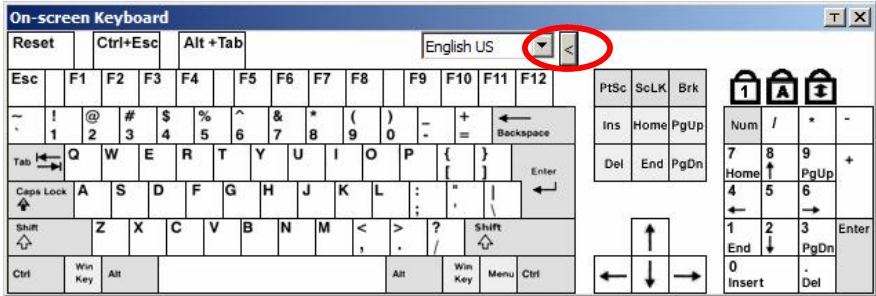 On-screen Keyboard T X
Reset Ctrl+Esc Alt +Tab English US <
Esc F1 F2 F3 F4 F5 F6 F7 F8 F9 F10 F11 F12 PtSc ScLK Brk 1 A
~ ! @ # $ % ^ & * ( ) _ + Backspace
` 1 2 3 4 5 6 7 8 9 0 - = Ins Home PgUp Num / * -
Tab Q W E R T Y U I O P { } Enter Del End PgDn 7 8 9 +
[ ] Home PgUp
Caps Lock A S D F G H J K L : " | 4 5 6
; ' \
Shift Z X C V B N M < > ? Shift 1 2 3 Enter
, . / End PgDn
Ctrl Win Key Alt Alt Win Key Menu Ctrl 0 .
Insert Del